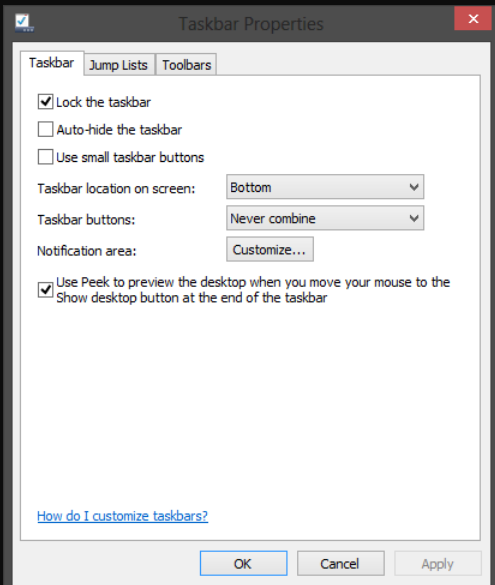 Taskbar Properties
Taskbar Jump Lists Toolbars
Lock the taskbar
Auto-hide the taskbar
Use small taskbar buttons
Taskbar location on screen: Bottom
Taskbar buttons: Never combine
Notification area: Customize...
Use Peek to preview the desktop when you move your mouse to the
Show desktop button at the end of the taskbar
How do I customize taskbars?
OK Cancel Apply